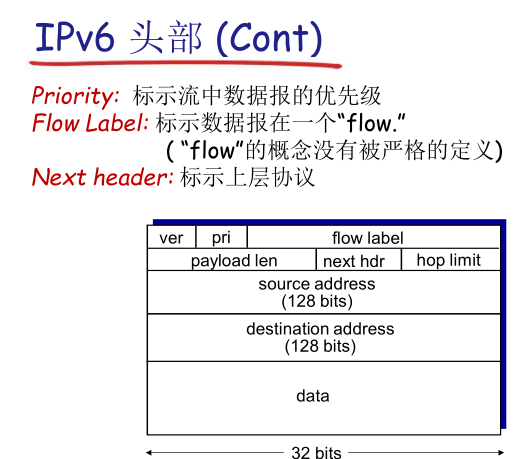 IPv6 头部 (Cont)
Priority: 标示流中数据报的优先级
Flow Label: 标示数据报在一个“flow.”
( “flow”的概念没有被严格的定义)
Next header: 标示上层协议
ver pri flow label
payload len next hdr hop limit
source address
(128 bits)
destination address
(128 bits)
data
32 bits